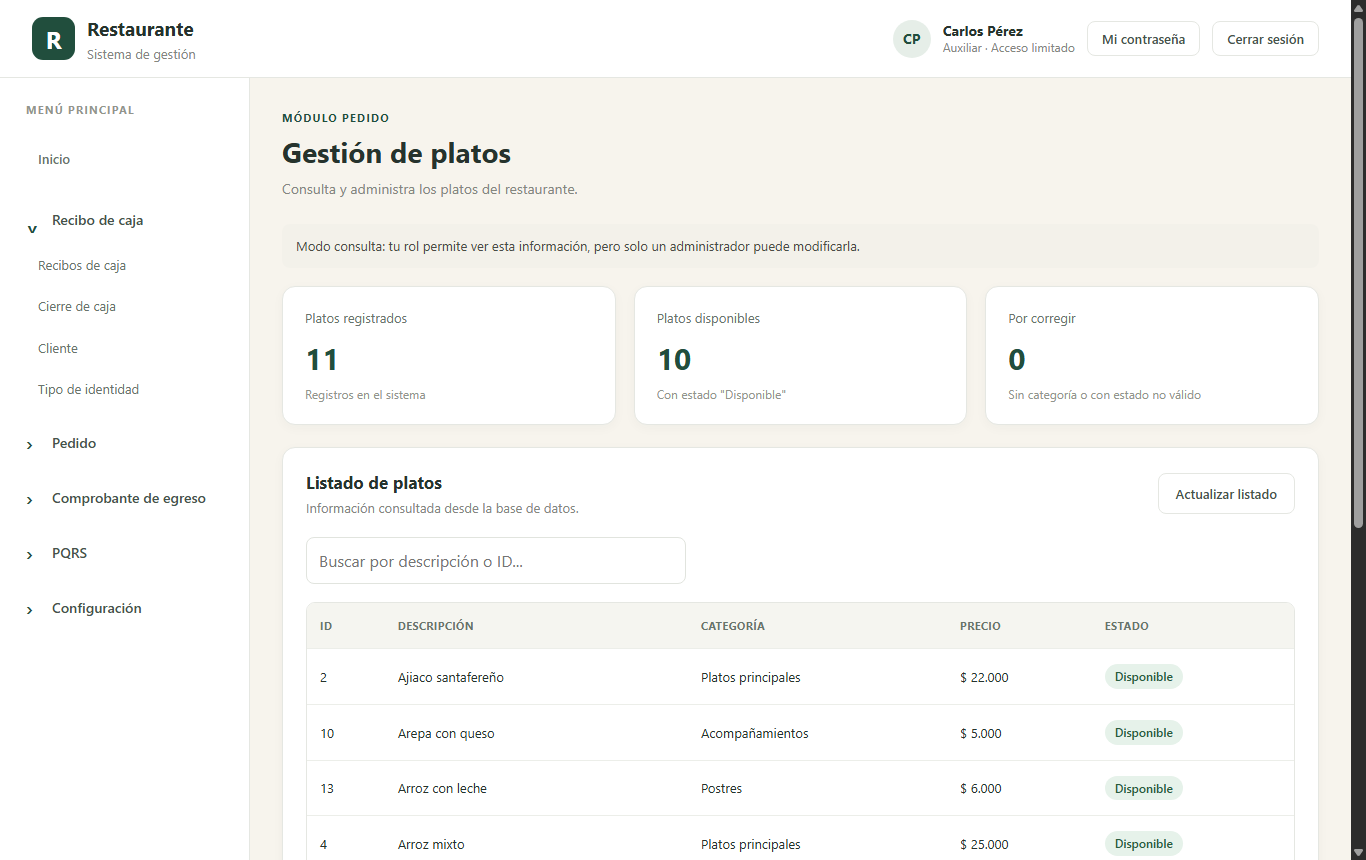 R
Restaurante
Sistema de gestión
CP
Carlos Pérez
Auxiliar · Acceso limitado
Mi contraseña
Cerrar sesión
MENÚ PRINCIPAL
Inicio
Recibo de caja
Recibos de caja
Cierre de caja
Cliente
Tipo de identidad
Pedido
Comprobante de egreso
PQRS
Configuración
MÓDULO PEDIDO
Gestión de platos
Consulta y administra los platos del restaurante.
Modo consulta: tu rol permite ver esta información, pero solo un administrador puede modificarla.
Platos registrados
11
Registros en el sistema
Platos disponibles
10
Con estado "Disponible"
Por corregir
0
Sin categoría o con estado no válido
Listado de platos
Información consultada desde la base de datos.
Actualizar listado
Buscar por descripción o ID...
ID DESCRIPCIÓN CATEGORÍA PRECIO ESTADO
2 Ajiaco santafereño Platos principales $ 22.000 Disponible
10 Arepa con queso Acompañamientos $ 5.000 Disponible
13 Arroz con leche Postres $ 6.000 Disponible
4 Arroz mixto Platos principales $ 25.000 Disponible